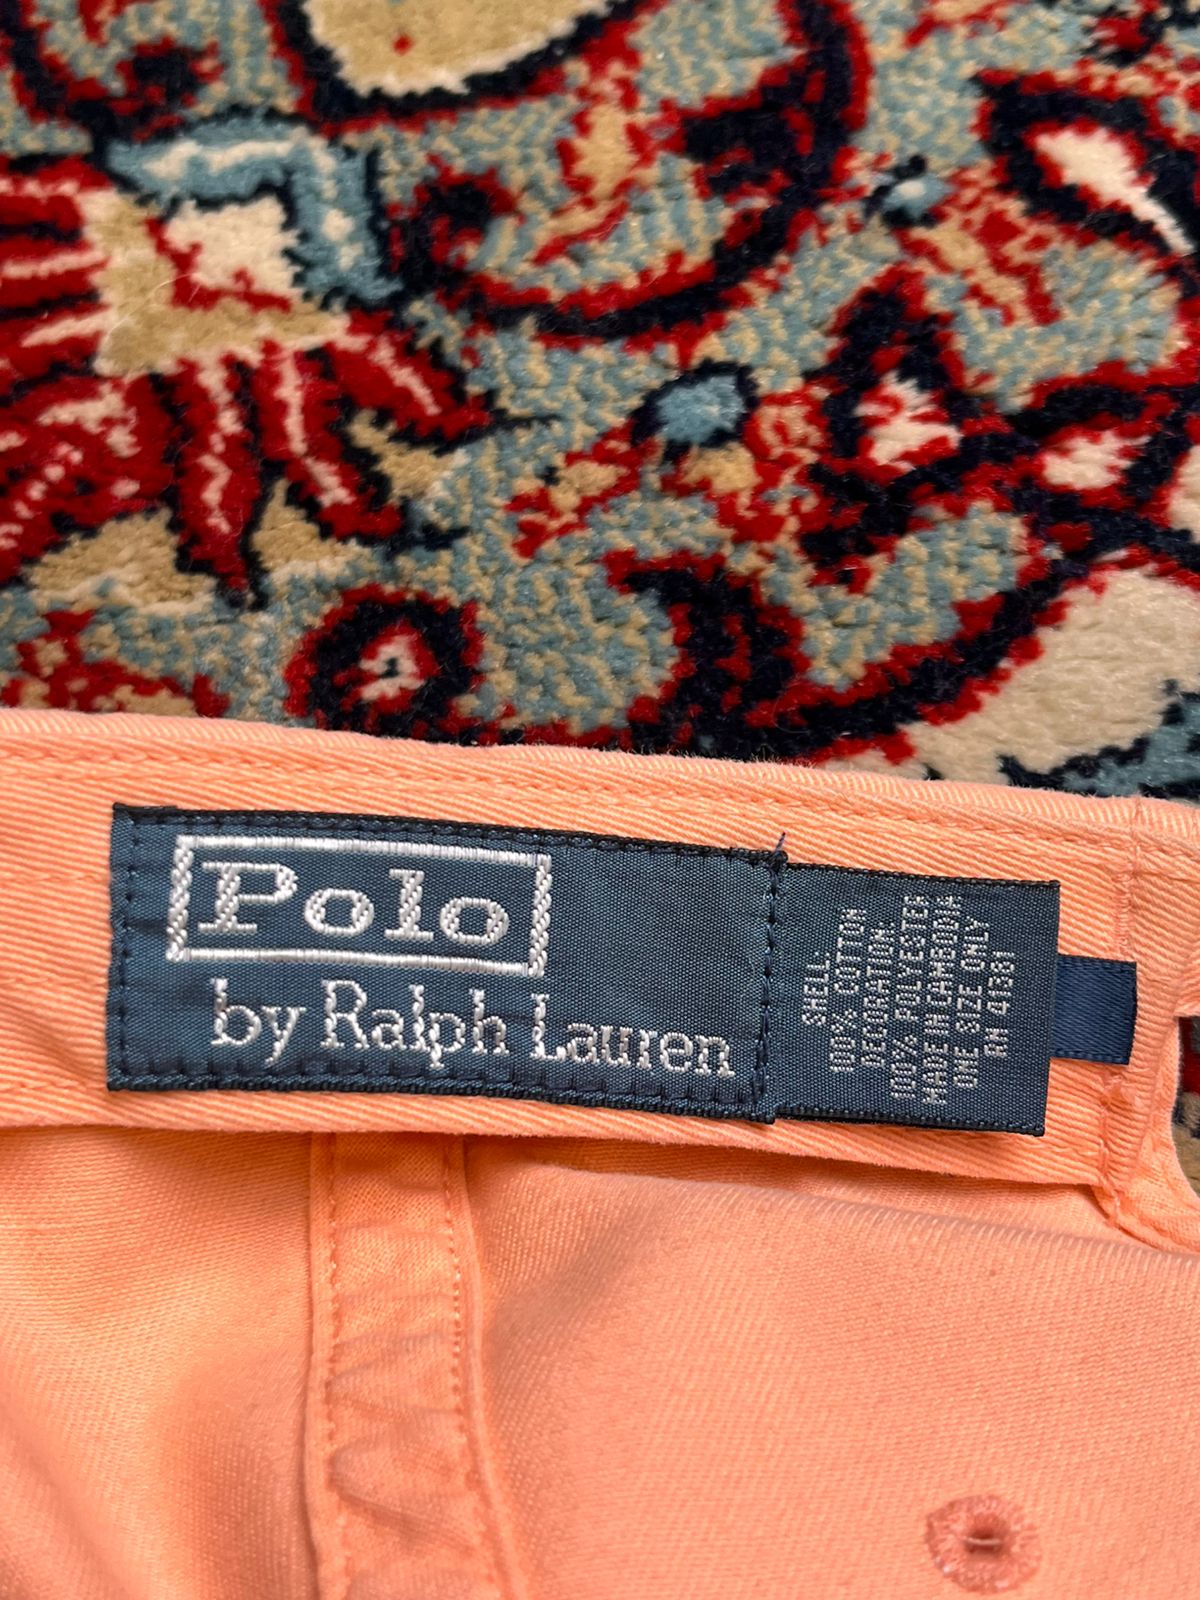 Polo
by Ralph Lauren
SHELL
100% COTTON
DECORATION:
100% POLYESTER
MADE IN CAMBODIA
ONE SIZE ONLY
RN 41381